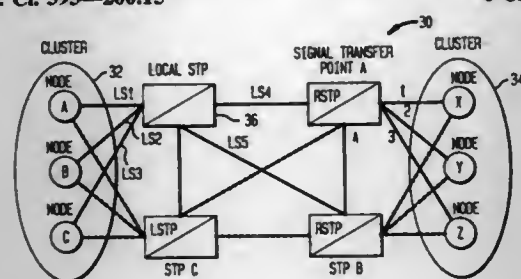 30
CLUSTER
32
LOCAL STP
SIGNAL TRANSFER
POINT A
CLUSTER
34
NODE
A
LS1
LS4
RSTP
1
2
NODE
X
36
LS2
LS5
A
3
NODE
B
LS3
NODE
Y
NODE
C
LSTP
RSTP
NODE
Z
STP C
STP B